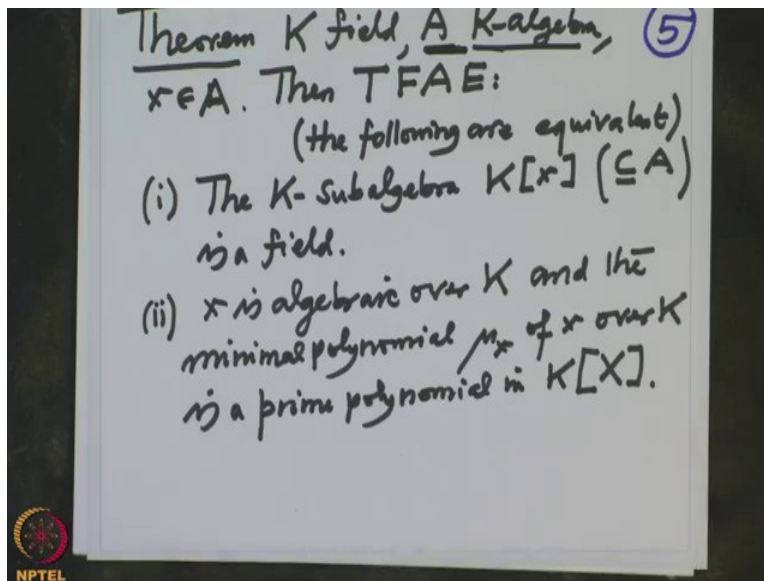 Theorem K field, A K-algebra, 5
x ∈ A. Then TFAE:
(the following are equivalent)
(i) The K-subalgebra K[x] (⊆ A)
is a field.
(ii) x is algebraic over K and the
minimal polynomial μₓ of x over K
is a prime polynomial in K[X].
NPTEL